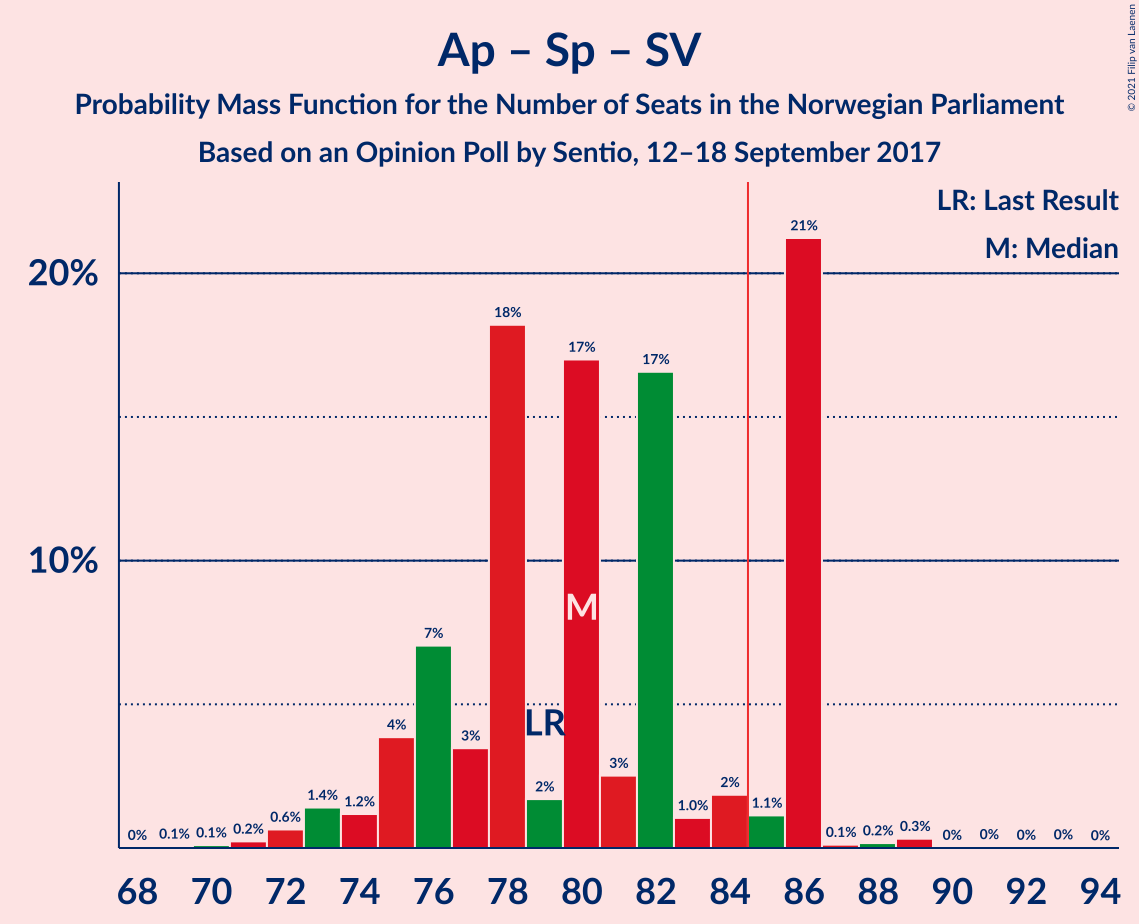 Ap – Sp – SV
Probability Mass Function for the Number of Seats in the Norwegian Parliament
Based on an Opinion Poll by Sentio, 12–18 September 2017
© 2021 Filip van Laenen
LR: Last Result
M: Median
20%
10%
0% 0.1% 0.1% 0.2% 0.6% 1.4% 1.2% 4% 7% 3% 18% 2% 17% 3% 17% 1.0% 2% 1.1% 21% 0.1% 0.2% 0.3% 0% 0% 0% 0% 0%
M
LR
68 70 72 74 76 78 80 82 84 86 88 90 92 94